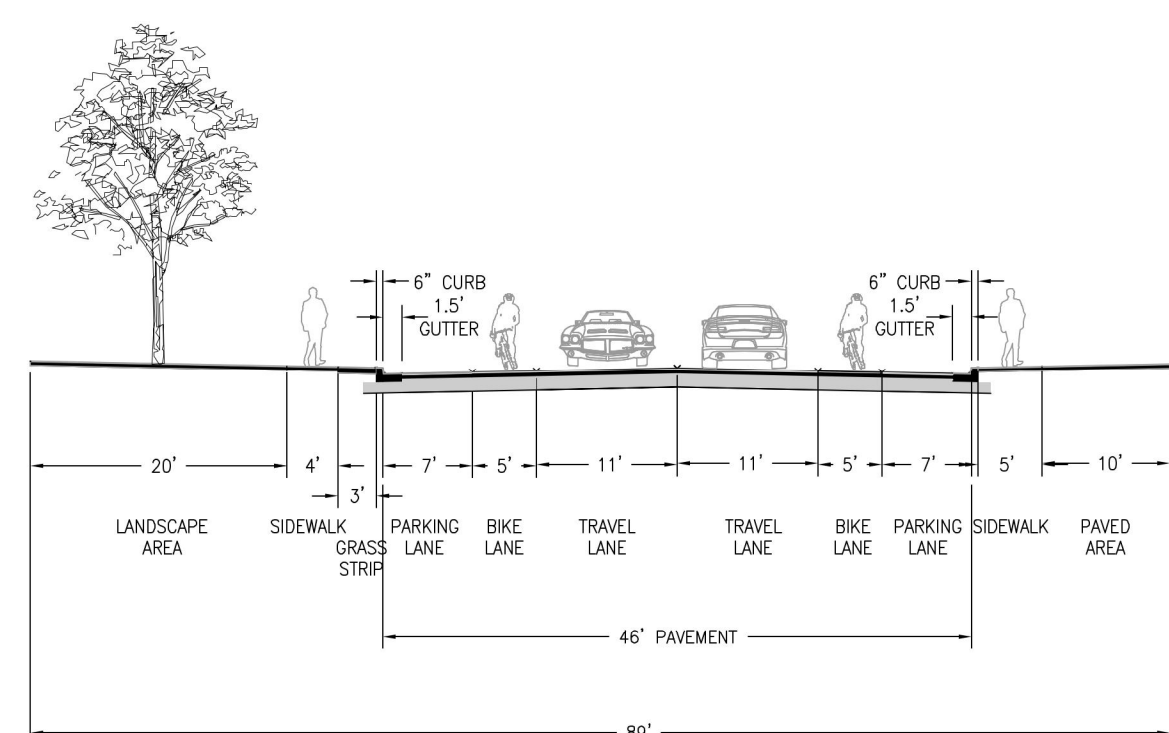 6" CURB
1.5'
GUTTER
6" CURB
1.5'
GUTTER
20'
4'
3'
7'
5'
11'
11'
5'
7'
5'
10'
LANDSCAPE
AREA
SIDEWALK
GRASS
STRIP
PARKING
LANE
BIKE
LANE
TRAVEL
LANE
TRAVEL
LANE
BIKE
LANE
PARKING
LANE
SIDEWALK
PAVED
AREA
46' PAVEMENT
89'